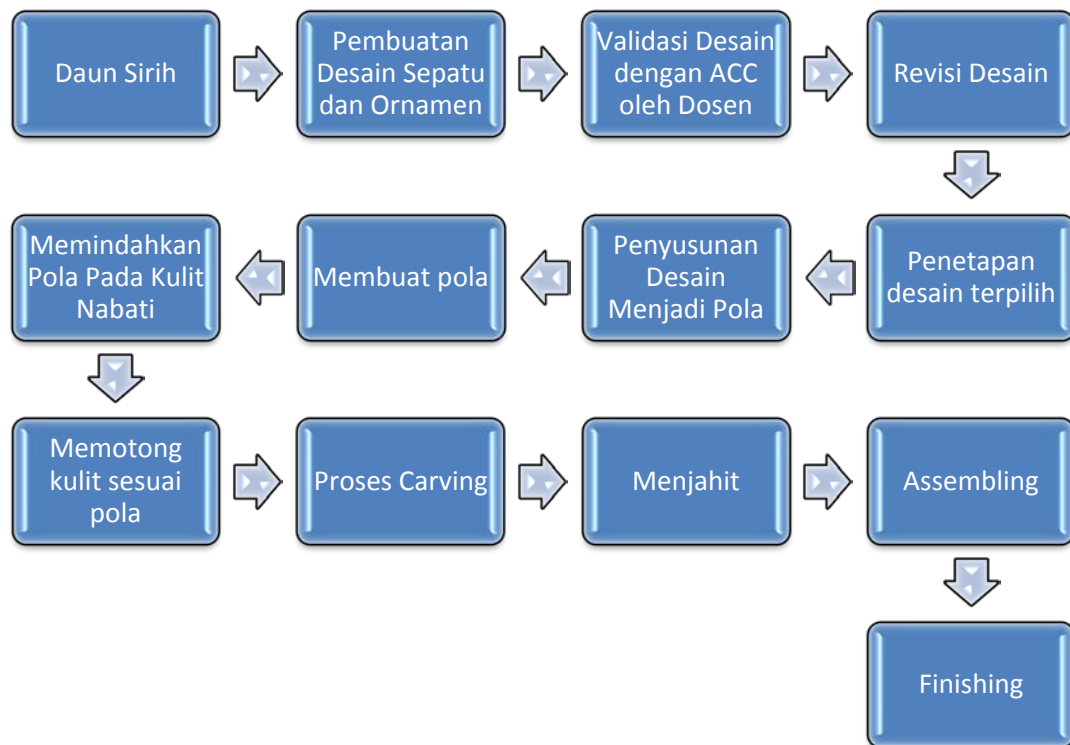 Daun Sirih
Pembuatan
Desain Sepatu
dan Ornamen
Validasi Desain
dengan ACC
oleh Dosen
Revisi Desain
Penetapan
desain terpilih
Penyusunan
Desain
Menjadi Pola
Membuat pola
Memindahkan
Pola Pada Kulit
Nabati
Memotong
kulit sesuai
pola
Proses Carving
Menjahit
Assembling
Finishing